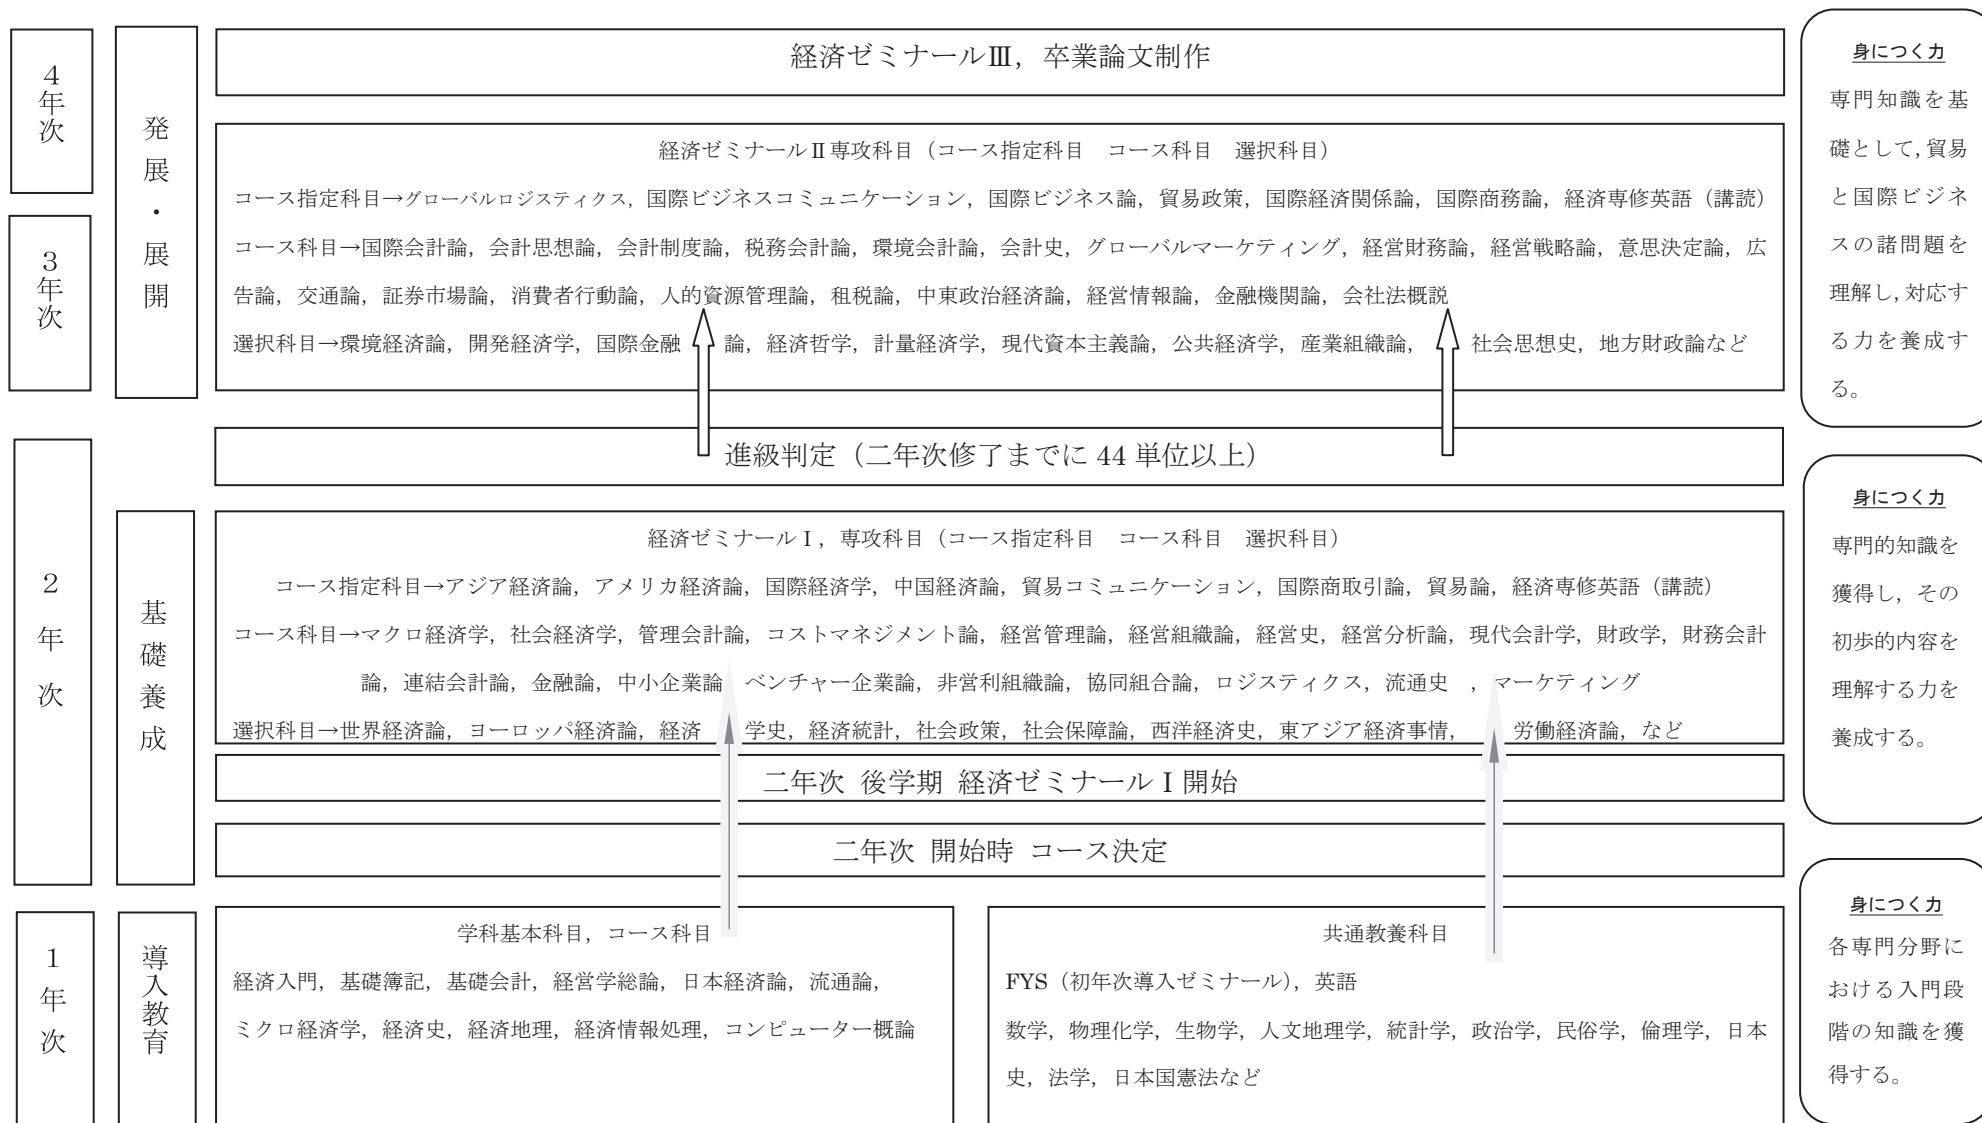 4年次
発展・展開
経済ゼミナールⅢ，卒業論文制作
身につく力
専門知識を基
礎として，貿易
と国際ビジネ
スの諸問題を
理解し，対応す
る力を養成す
る。
3年次
経済ゼミナールⅡ専攻科目（コース指定科目　コース科目　選択科目）
コース指定科目→グローバルロジスティクス，国際ビジネスコミュニケーション，国際ビジネス論，貿易政策，国際経済関係論，国際商務論，経済専修英語（講読）
コース科目→国際会計論，会計思想論，会計制度論，税務会計論，環境会計論，会計史，グローバルマーケティング，経営財務論，経営戦略論，意思決定論，広
告論，交通論，証券市場論，消費者行動論，人的資源管理論，租税論，中東政治経済論，経営情報論，金融機関論，会社法概説
選択科目→環境経済論，開発経済学，国際金融　論，経済哲学，計量経済学，現代資本主義論，公共経済学，産業組織論，　社会思想史，地方財政論など
進級判定（二年次修了までに 44 単位以上）
2年次
基礎養成
経済ゼミナールⅠ，専攻科目（コース指定科目　コース科目　選択科目）
コース指定科目→アジア経済論，アメリカ経済論，国際経済学，中国経済論，貿易コミュニケーション，国際商取引論，貿易論，経済専修英語（講読）
コース科目→マクロ経済学，社会経済学，管理会計論，コストマネジメント論，経営管理論，経営組織論，経営史，経営分析論，現代会計学，財政学，財務会計
論，連結会計論，金融論，中小企業論　ベンチャー企業論，非営利組織論，協同組合論，ロジスティクス，流通史　，マーケティング
選択科目→世界経済論，ヨーロッパ経済論，経済　学史，経済統計，社会政策，社会保障論，西洋経済史，東アジア経済事情，　労働経済論，など
身につく力
専門的知識を
獲得し，その
初歩的内容を
理解する力を
養成する。
二年次 後学期 経済ゼミナールⅠ開始
二年次 開始時 コース決定
1年次
導入教育
学科基本科目，コース科目
経済入門，基礎簿記，基礎会計，経営学総論，日本経済論，流通論，
ミクロ経済学，経済史，経済地理，経済情報処理，コンピューター概論
共通教養科目
FYS（初年次導入ゼミナール），英語
数学，物理化学，生物学，人文地理学，統計学，政治学，民俗学，倫理学，日本
史，法学，日本国憲法など
身につく力
各専門分野に
おける入門段
階の知識を獲
得する。